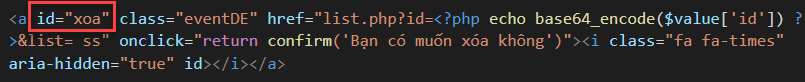 <a id="xoa" class="eventDE" href="list.php?id=<?php echo base64_encode($value['id']) ?
>&list= ss" onclick="return confirm('Bạn có muốn xóa không')"><i class="fa fa-times"
aria-hidden="true" id></i></a>